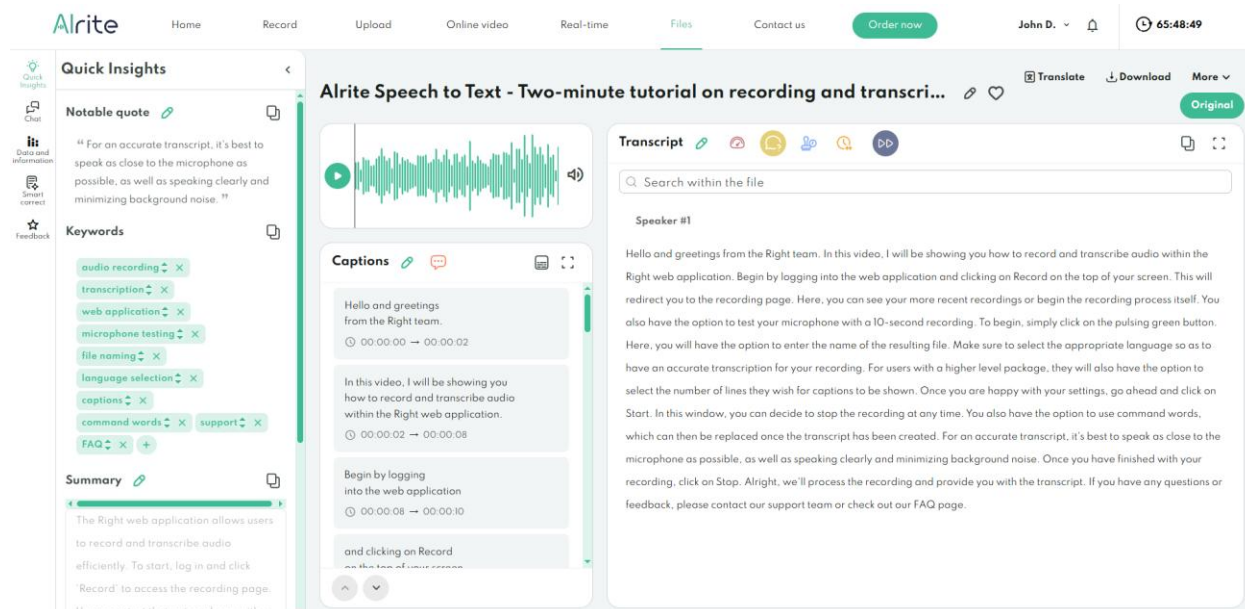 Alrite
Home
Record
Upload
Online video
Real-time
Files
Contact us
Order now
John D.
65:48:49
Quick Insights
Chat
Data and information
Smart correct
Feedback
Quick Insights
Notable quote
“ For an accurate transcript, it's best to
speak as close to the microphone as
possible, as well as speaking clearly and
minimizing background noise. ”
Keywords
audio recording
transcription
web application
microphone testing
file naming
language selection
captions
command words
support
FAQ
Summary
The Right web application allows users
to record and transcribe audio
efficiently. To start, log in and click
'Record' to access the recording page.
Alrite Speech to Text - Two-minute tutorial on recording and transcri...
Translate
Download
More
Original
Captions
Hello and greetings
from the Right team.
00:00:00 → 00:00:02
In this video, I will be showing you
how to record and transcribe audio
within the Right web application.
00:00:02 → 00:00:08
Begin by logging
into the web application
00:00:08 → 00:00:10
and clicking on Record
on the top of your screen.
Transcript
Search within the file
Speaker #1
Hello and greetings from the Right team. In this video, I will be showing you how to record and transcribe audio within the
Right web application. Begin by logging into the web application and clicking on Record on the top of your screen. This will
redirect you to the recording page. Here, you can see your more recent recordings or begin the recording process itself. You
also have the option to test your microphone with a 10-second recording. To begin, simply click on the pulsing green button.
Here, you will have the option to enter the name of the resulting file. Make sure to select the appropriate language so as to
have an accurate transcription for your recording. For users with a higher level package, they will also have the option to
select the number of lines they wish for captions to be shown. Once you are happy with your settings, go ahead and click on
Start. In this window, you can decide to stop the recording at any time. You also have the option to use command words,
which can then be replaced once the transcript has been created. For an accurate transcript, it's best to speak as close to the
microphone as possible, as well as speaking clearly and minimizing background noise. Once you have finished with your
recording, click on Stop. Alright, we'll process the recording and provide you with the transcript. If you have any questions or
feedback, please contact our support team or check out our FAQ page.